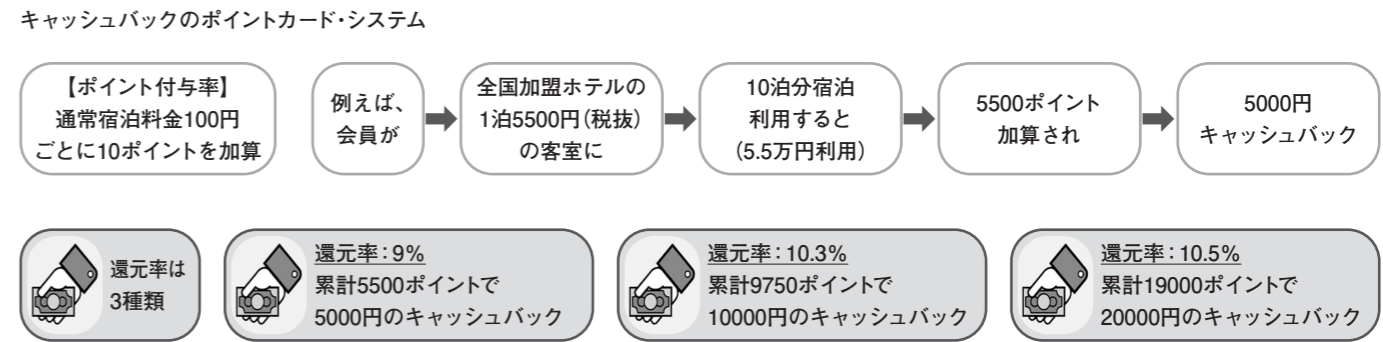 キャッシュバックのポイントカード・システム
【ポイント付与率】
通常宿泊料金100円
ごとに10ポイントを加算
例えば、
会員が
全国加盟ホテルの
1泊5500円(税抜)
の客室に
10泊分宿泊
利用すると
(5.5万円利用)
5500ポイント
加算され
5000円
キャッシュバック
還元率は
3種類
還元率:9%
累計5500ポイントで
5000円のキャッシュバック
還元率:10.3%
累計9750ポイントで
10000円のキャッシュバック
還元率:10.5%
累計19000ポイントで
20000円のキャッシュバック